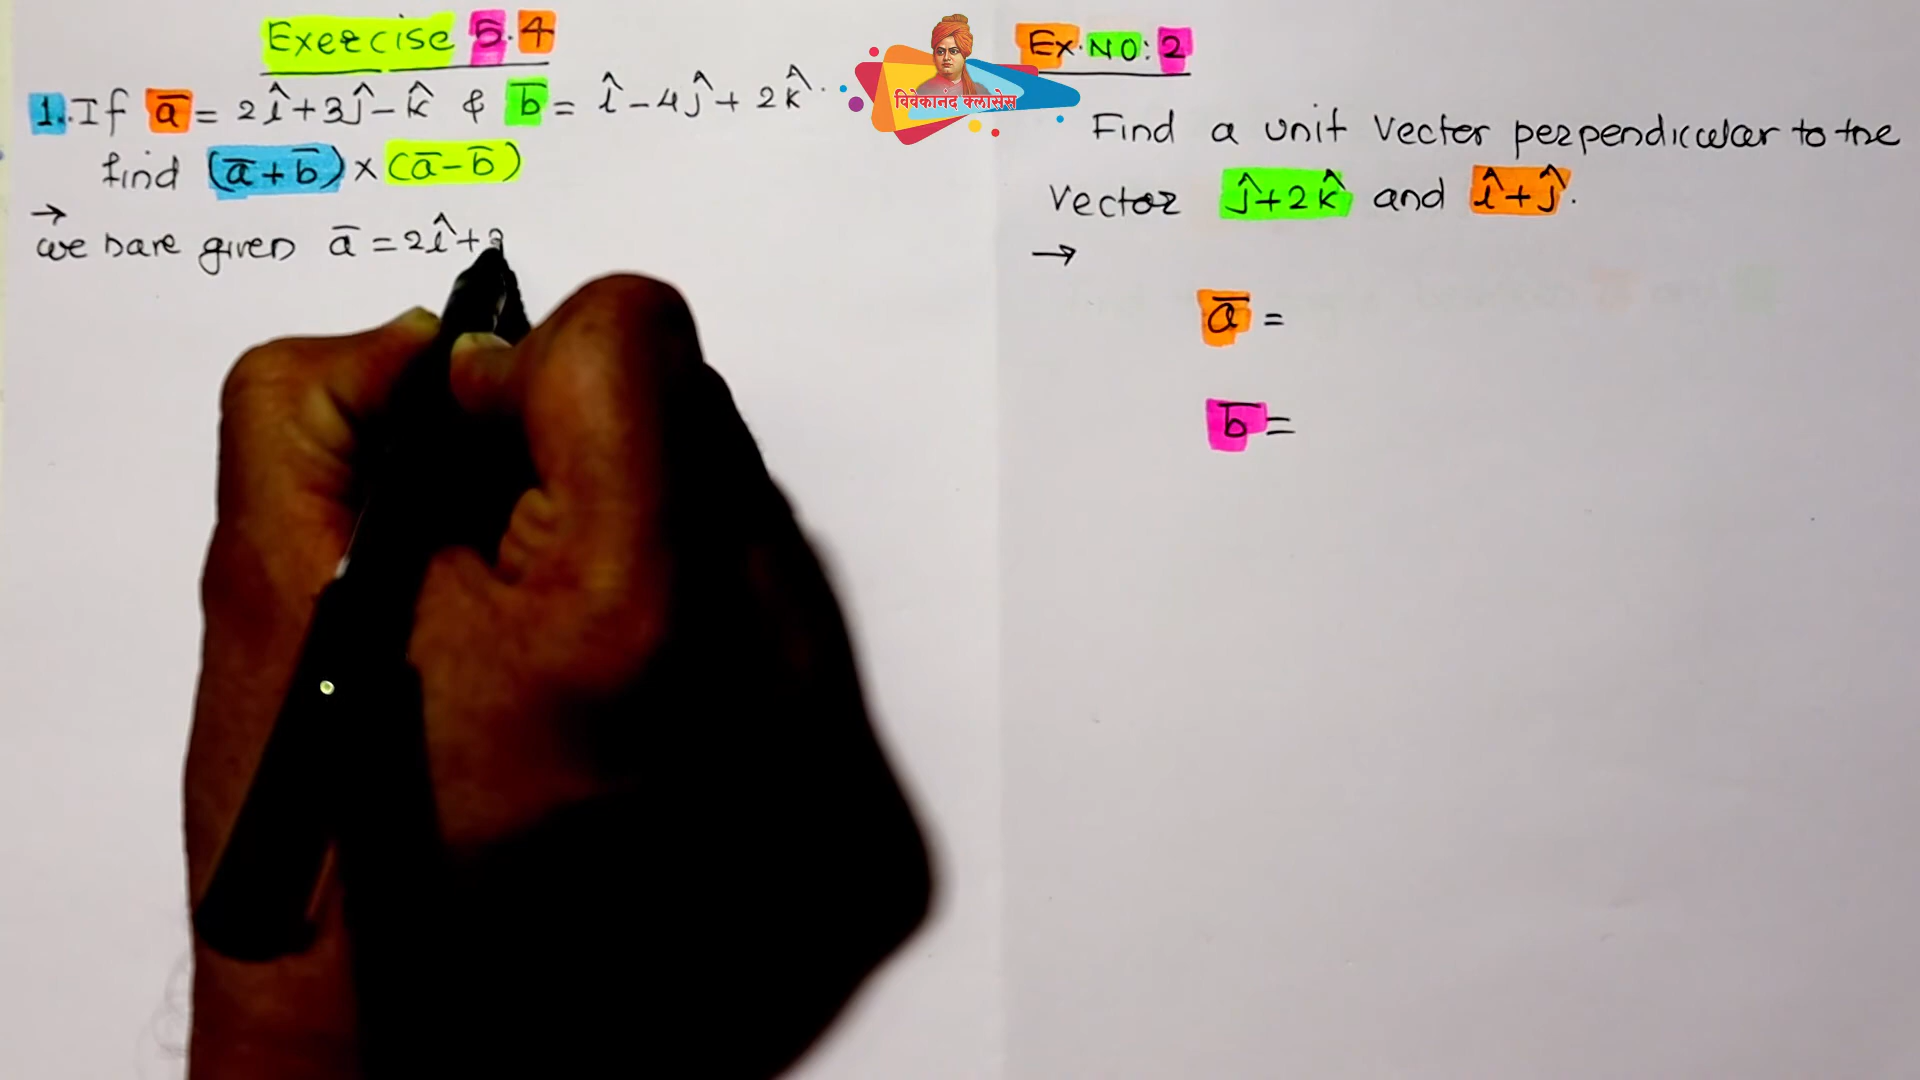 Exercise 5.4
1. If a̅ = 2î+3ĵ-k̂ & b̅ = î-4ĵ+2k̂.
find (a̅+b̅)×(a̅-b̅)
→
we have given a̅ = 2î+3
विवेकानंद क्लासेस
Ex. NO: 2
Find a unit vector perpendicular to the
vector ĵ+2k̂ and î+ĵ.
→
a̅ =
b̅ =